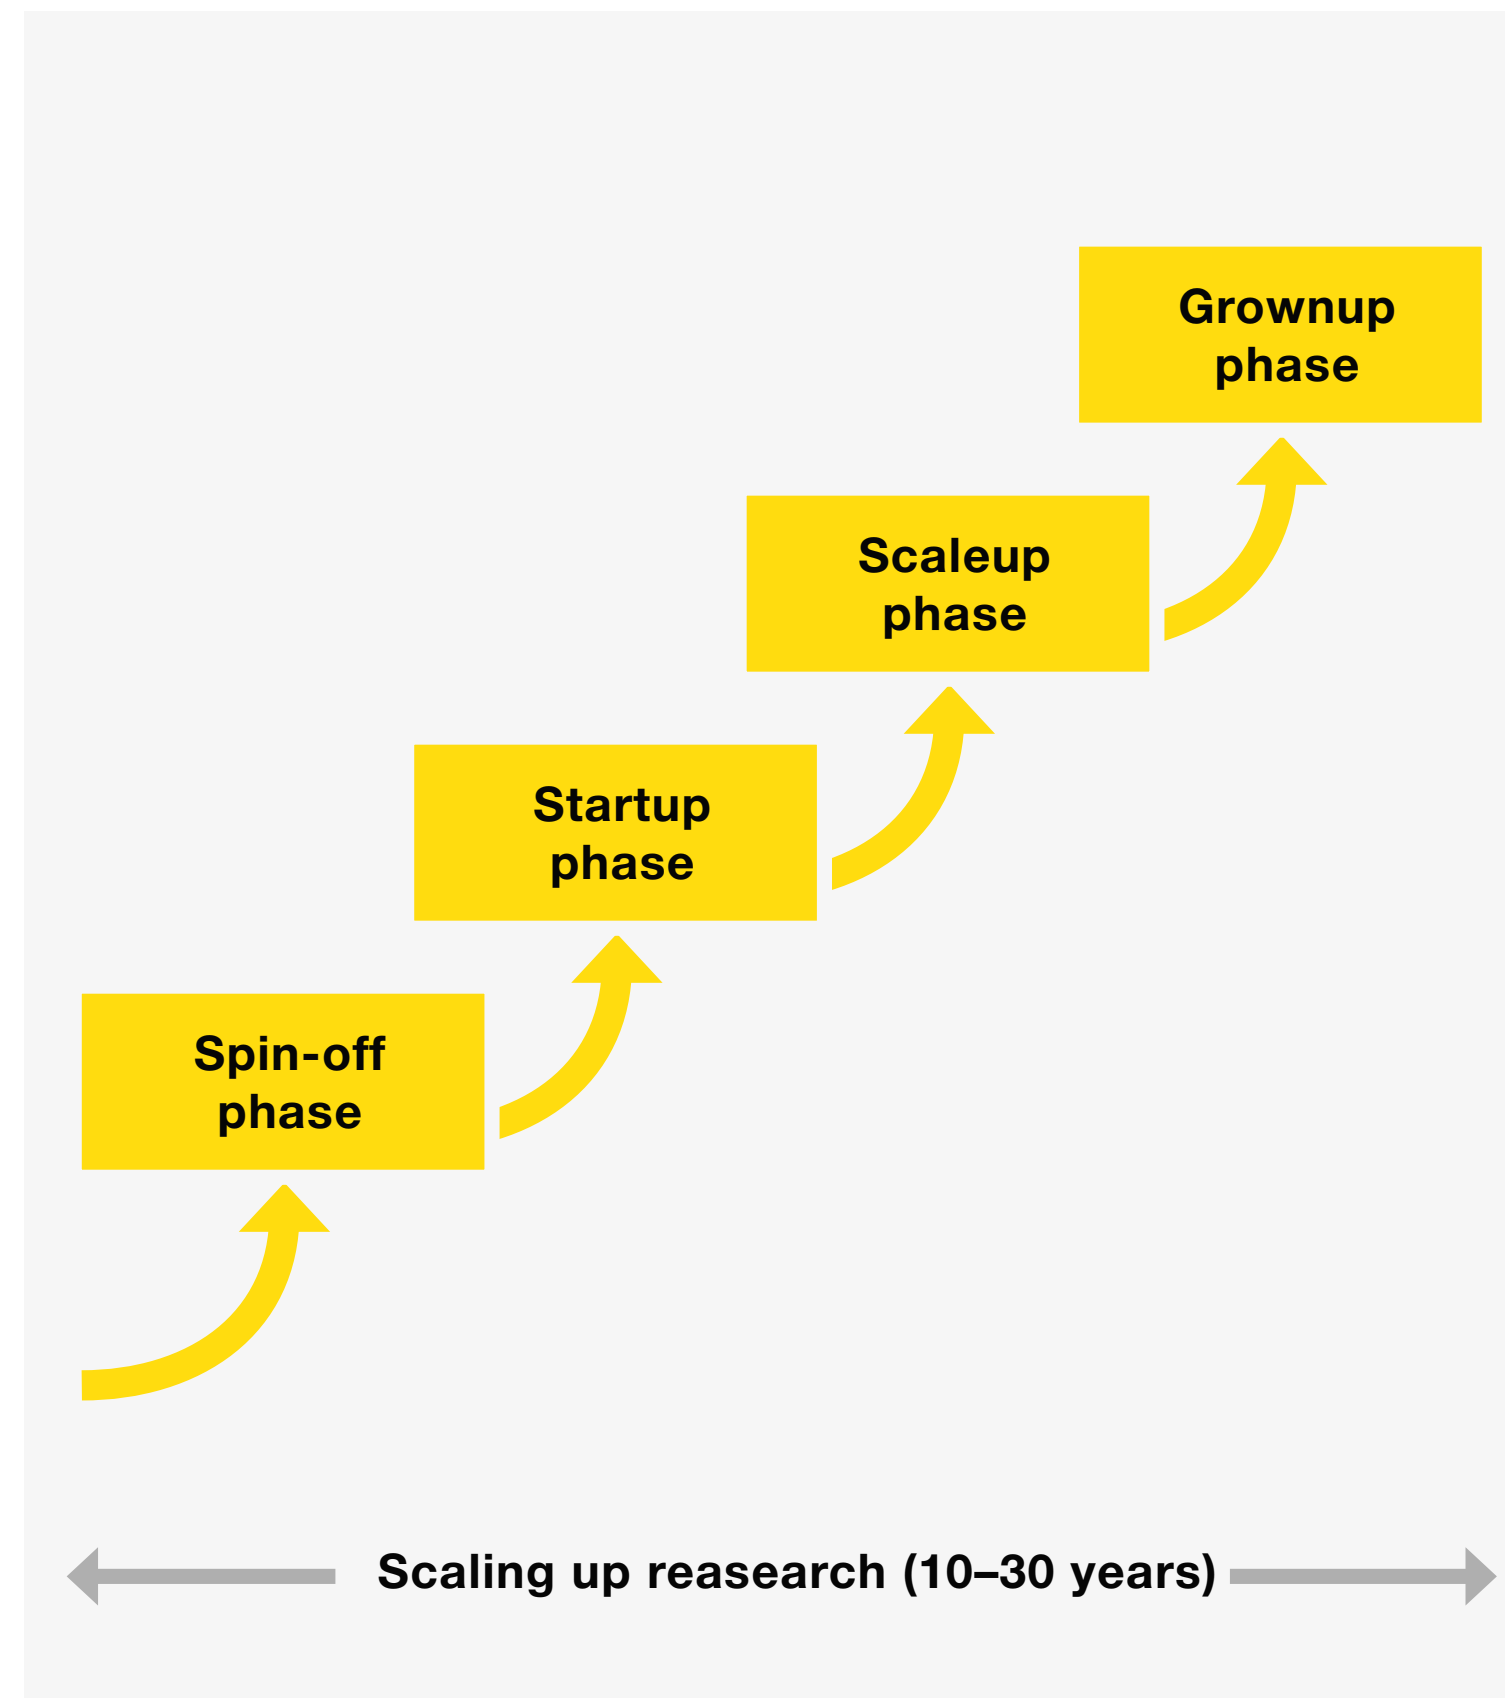 Grownup
phase
Scaleup
phase
Startup
phase
Spin-off
phase
Scaling up reasearch (10–30 years)